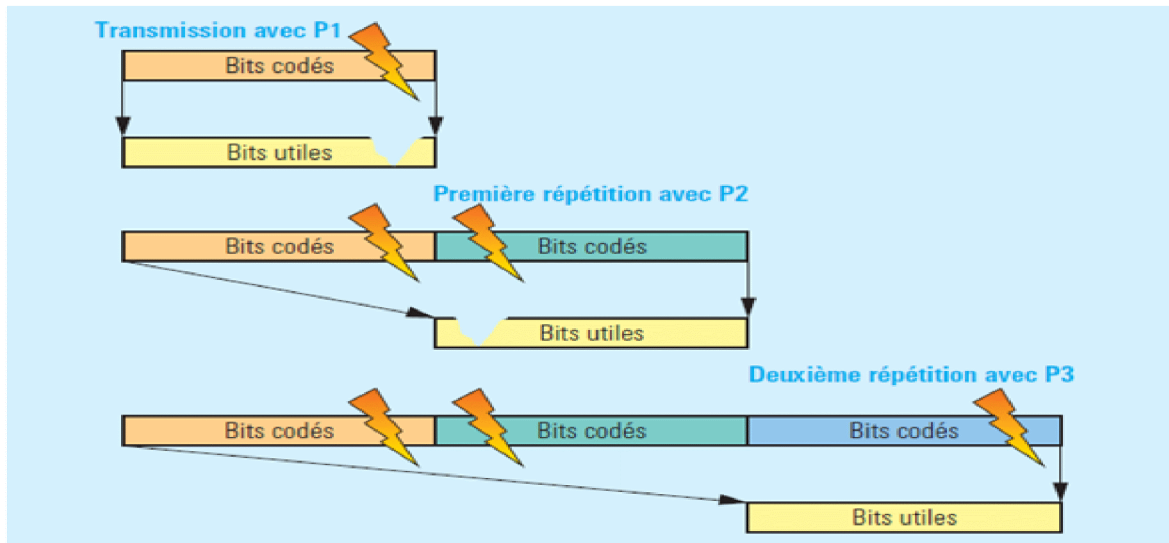 Transmission avec P1
Bits codés
Bits utiles
Première répétition avec P2
Bits codés Bits codés
Bits utiles
Deuxième répétition avec P3
Bits codés Bits codés Bits codés
Bits utiles